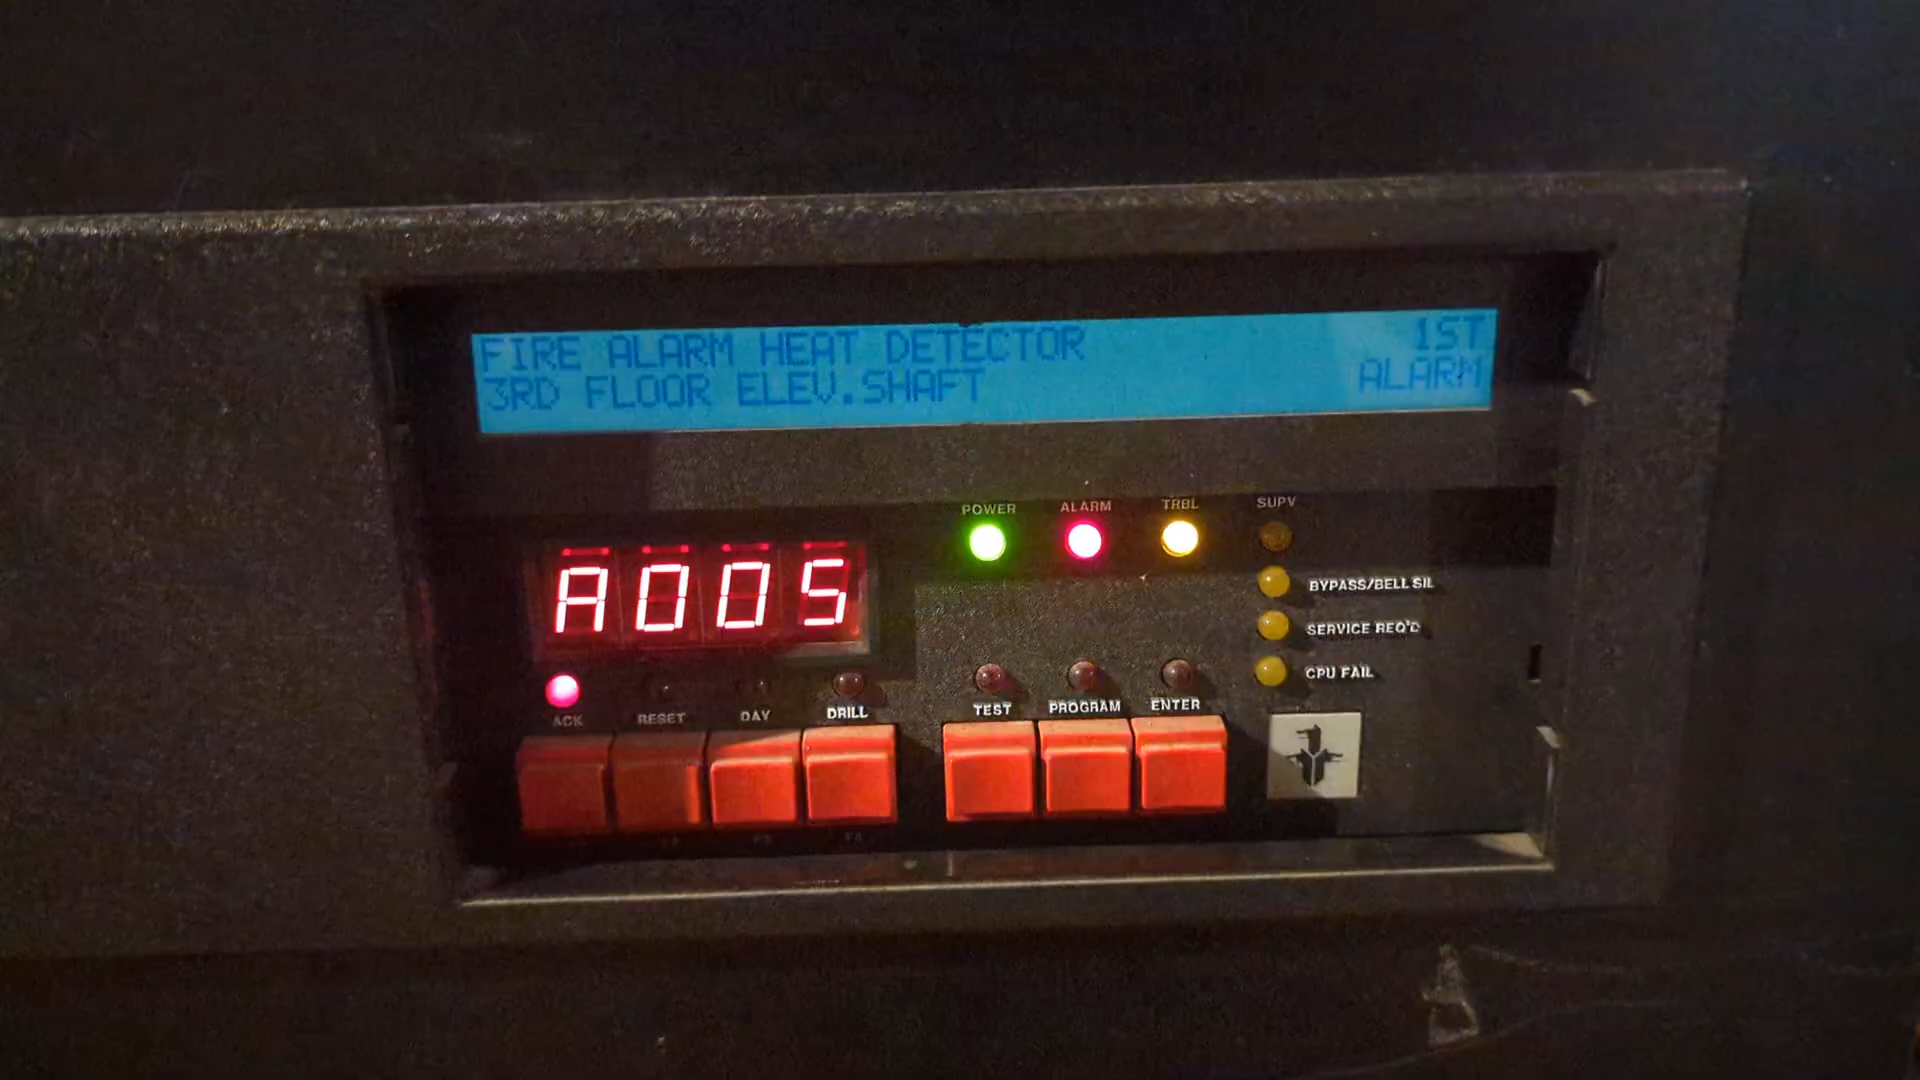 FIRE ALARM HEAT DETECTOR 1ST
3RD FLOOR ELEV.SHAFT ALARM
POWER ALARM TRBL SUPV
A005
BYPASS/BELL SIL
SERVICE REQ'D
CPU FAIL
ACK RESET DAY DRILL TEST PROGRAM ENTER